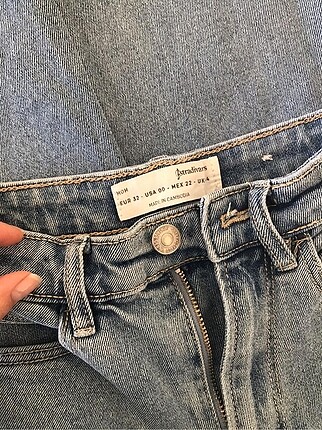 Stradivarius
MOM
EUR 32 - USA 00 - MEX 22 - UK 4
MADE IN CAMBODIA